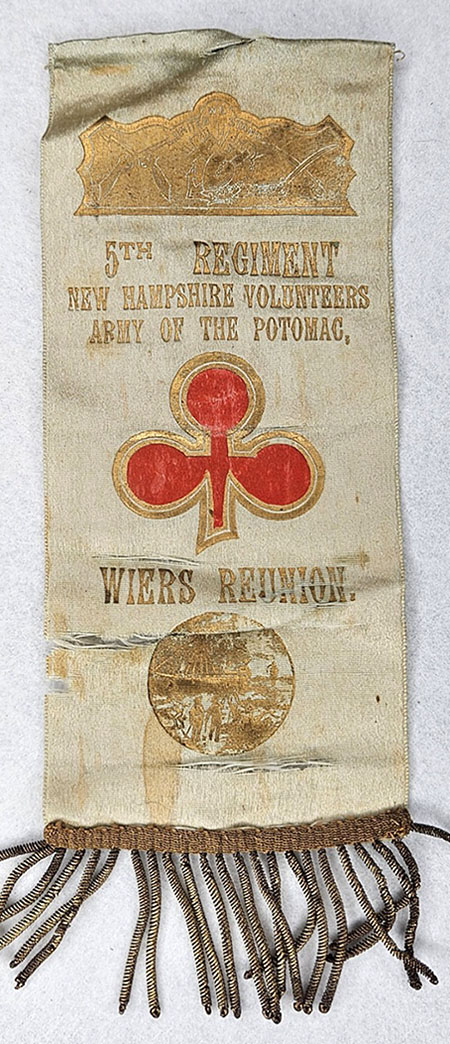 5TH REGIMENT
NEW HAMPSHIRE VOLUNTEERS
ARMY OF THE POTOMAC,
WIERS REUNION.